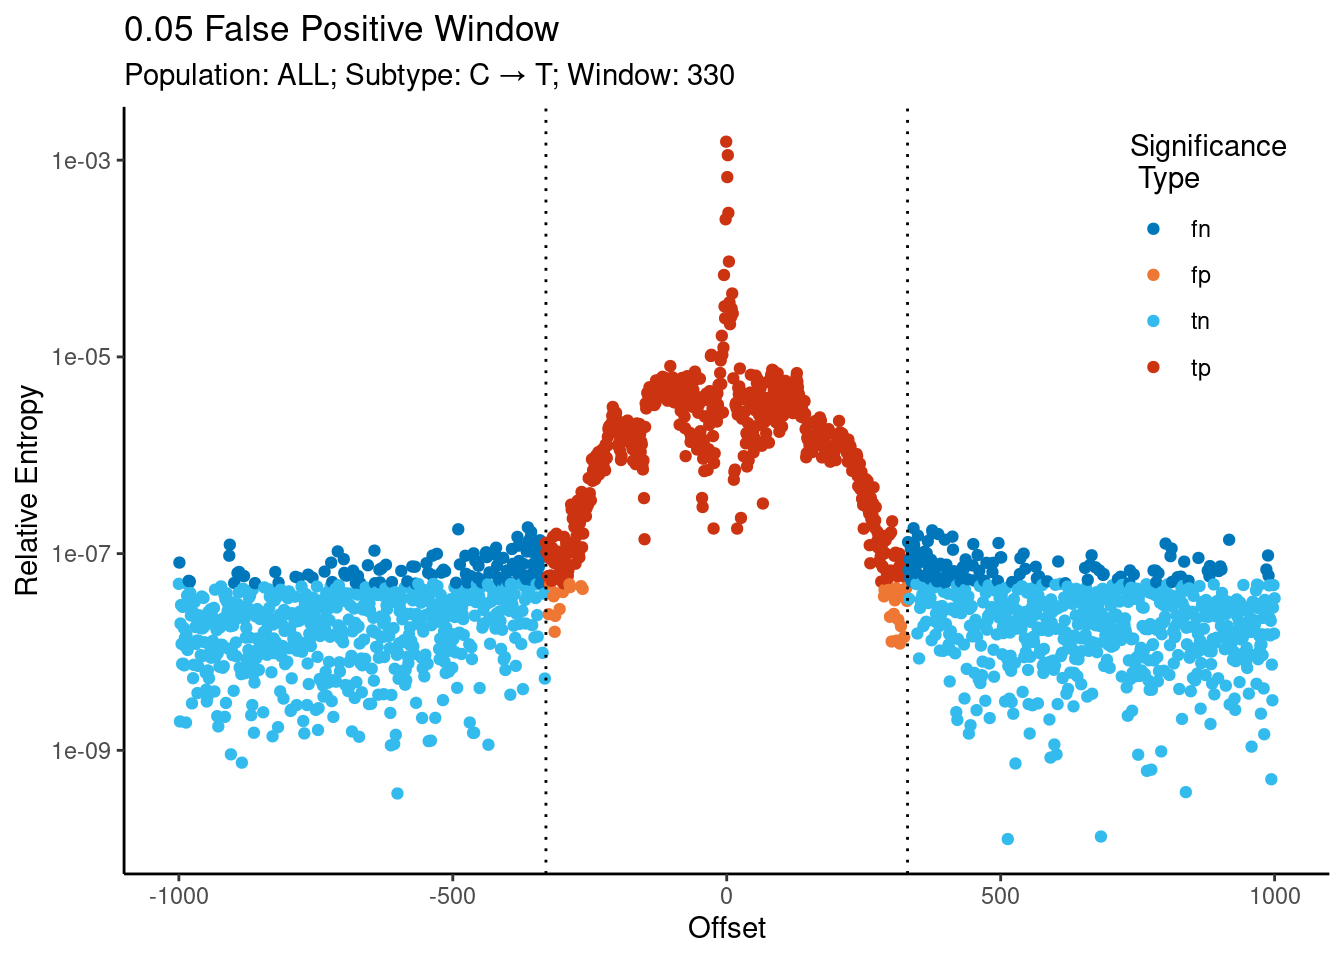 0.05 False Positive Window
Population: ALL; Subtype: C → T; Window: 330
Significance
Type
fn
fp
tn
tp
1e-03
1e-05
1e-07
1e-09
Relative Entropy
-1000
-500
0
500
1000
Offset